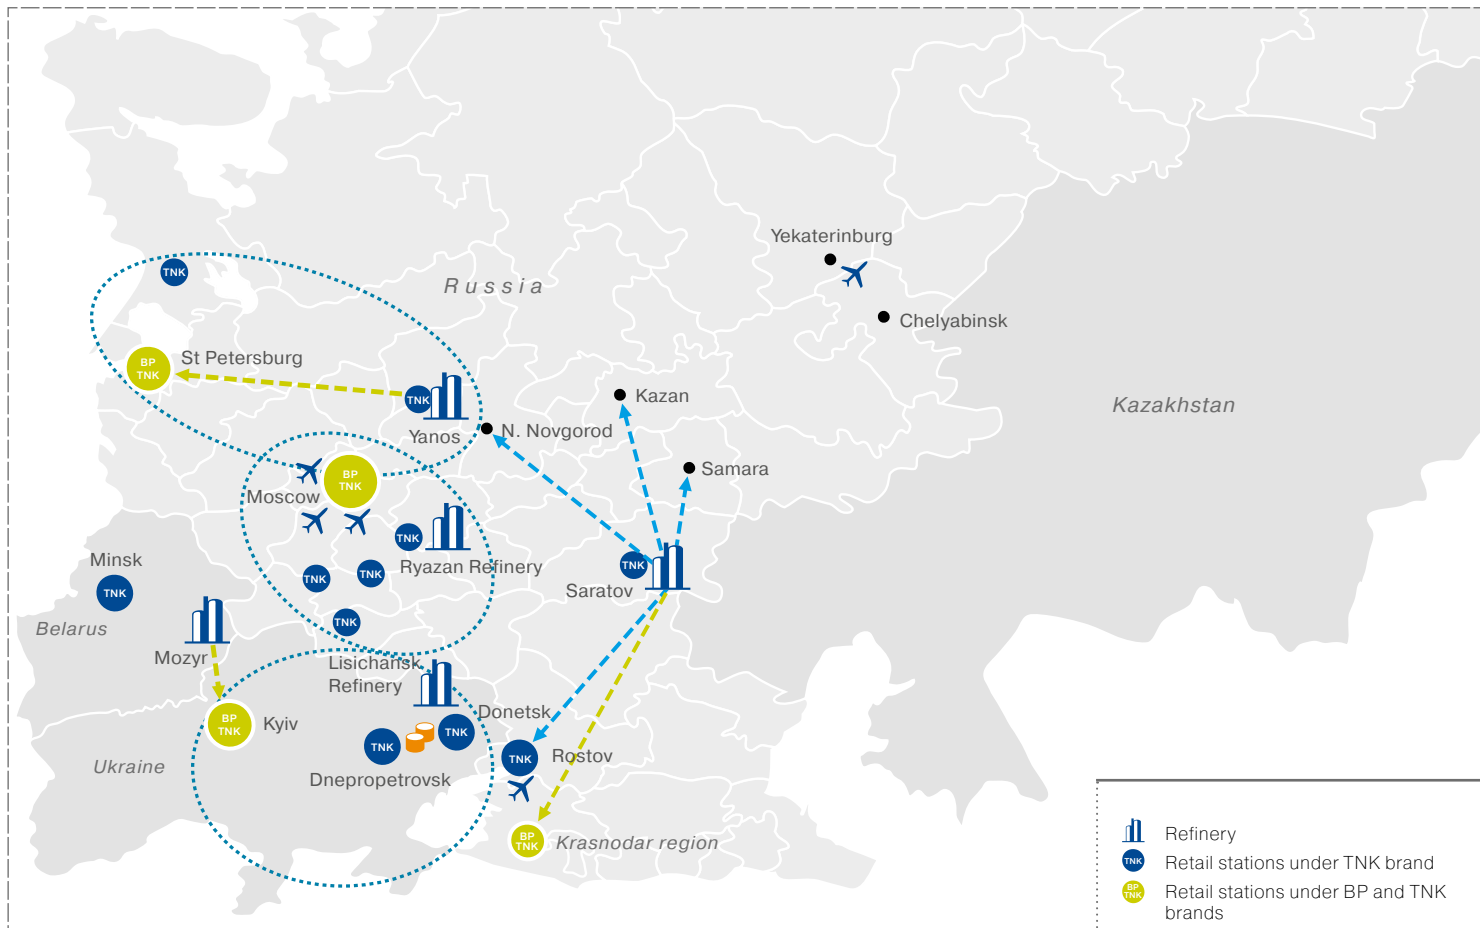 Yekaterinburg
TNK
Russia
Chelyabinsk
St Petersburg
BP
TNK
TNK
Yanos
Kazan
Kazakhstan
N. Novgorod
BP
TNK
Moscow
Samara
TNK
Ryazan Refinery
Minsk
TNK
TNK
TNK
TNK
Saratov
Belarus
TNK
Mozyr
Lisichansk
Refinery
BP
TNK
Kyiv
Donetsk
TNK
TNK
Ukraine
Dnepropetrovsk
TNK
Rostov
BP
TNK
Krasnodar region
Refinery
TNK
Retail stations under TNK brand
BP
TNK
Retail stations under BP and TNK
brands